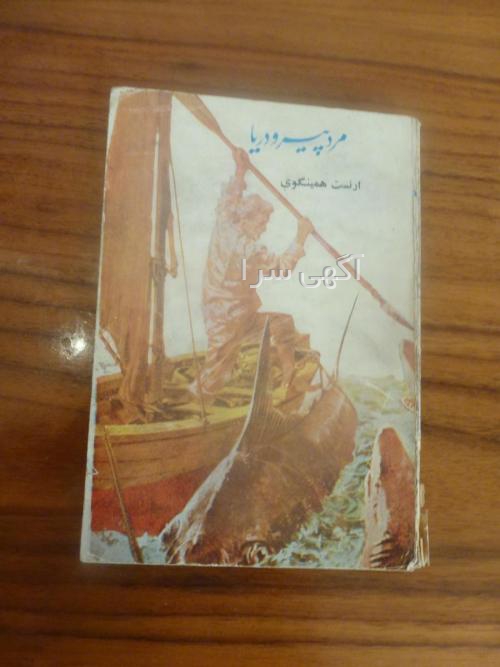 مرد پیر و دریا
ارنست همینگوی
آگهی سرا